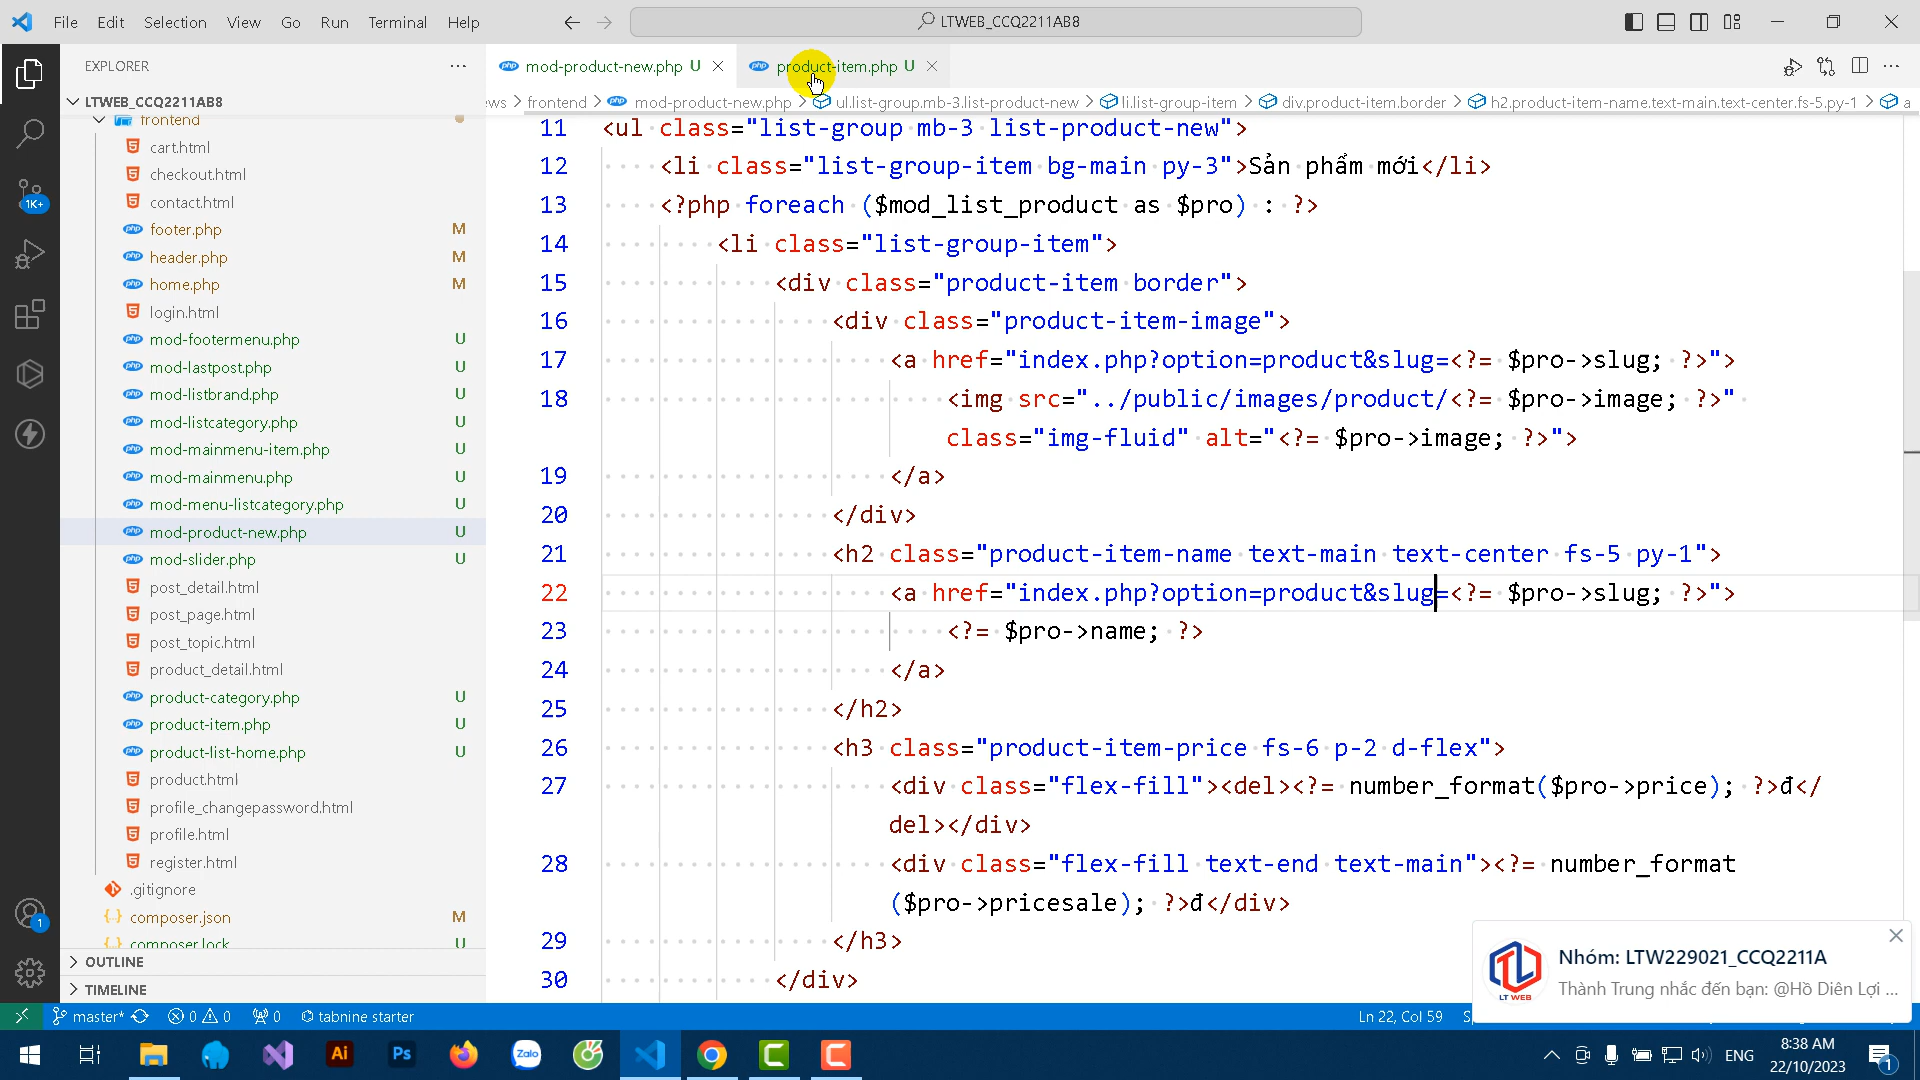 File Edit Selection View Go Run Terminal Help
LTWEB_CCQ2211AB8
EXPLORER
LTWEB_CCQ2211AB8
frontend
cart.html
checkout.html
contact.html
footer.php M
header.php M
home.php M
login.html
mod-footermenu.php U
mod-lastpost.php U
mod-listbrand.php U
mod-listcategory.php U
mod-mainmenu-item.php U
mod-mainmenu.php U
mod-menu-listcategory.php U
mod-product-new.php U
mod-slider.php U
post_detail.html
post_page.html
post_topic.html
product_detail.html
product-category.php U
product-item.php U
product-list-home.php U
product.html
profile_changepassword.html
profile.html
register.html
.gitignore
composer.json M
composer.lock U
OUTLINE
TIMELINE
1K+
1
mod-product-new.php U
product-item.php U
ews > frontend > mod-product-new.php > ul.list-group.mb-3.list-product-new > li.list-group-item > div.product-item.border > h2.product-item-name.text-main.text-center.fs-5.py-1 > a
11 <ul class="list-group mb-3 list-product-new">
12 <li class="list-group-item bg-main py-3">Sản phẩm mới</li>
13 <?php foreach ($mod_list_product as $pro) : ?>
14 <li class="list-group-item">
15 <div class="product-item border">
16 <div class="product-item-image">
17 <a href="index.php?option=product&slug=<?= $pro->slug; ?>">
18 <img src="../public/images/product/<?= $pro->image; ?>"
class="img-fluid" alt="<?= $pro->image; ?>">
19 </a>
20 </div>
21 <h2 class="product-item-name text-main text-center fs-5 py-1">
22 <a href="index.php?option=product&slug=<?= $pro->slug; ?>">
23 <?= $pro->name; ?>
24 </a>
25 </h2>
26 <h3 class="product-item-price fs-6 p-2 d-flex">
27 <div class="flex-fill"><del><?= number_format($pro->price); ?>đ</
del></div>
28 <div class="flex-fill text-end text-main"><?= number_format
($pro->pricesale); ?>đ</div>
29 </h3>
30 </div>
LT WEB
Nhóm: LTW229021_CCQ2211A
Thành Trung nhắc đến bạn: @Hồ Diên Lợi ...
master* 0 0 0 tabnine starter
Ln 22, Col 59
Ai Ps Zalo
ENG
8:38 AM
22/10/2023
1